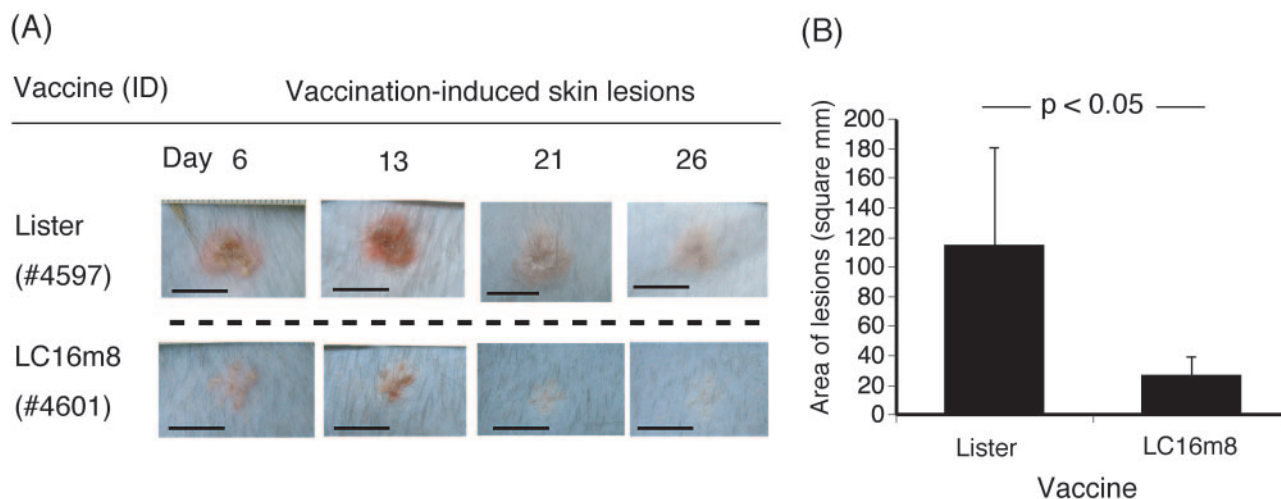 (A)
Vaccine (ID) Vaccination-induced skin lesions
Day 6 13 21 26
Lister
(#4597)
LC16m8
(#4601)
(B)
p < 0.05
Area of lesions (square mm)
200
180
160
140
120
100
80
60
40
20
0
Lister LC16m8
Vaccine